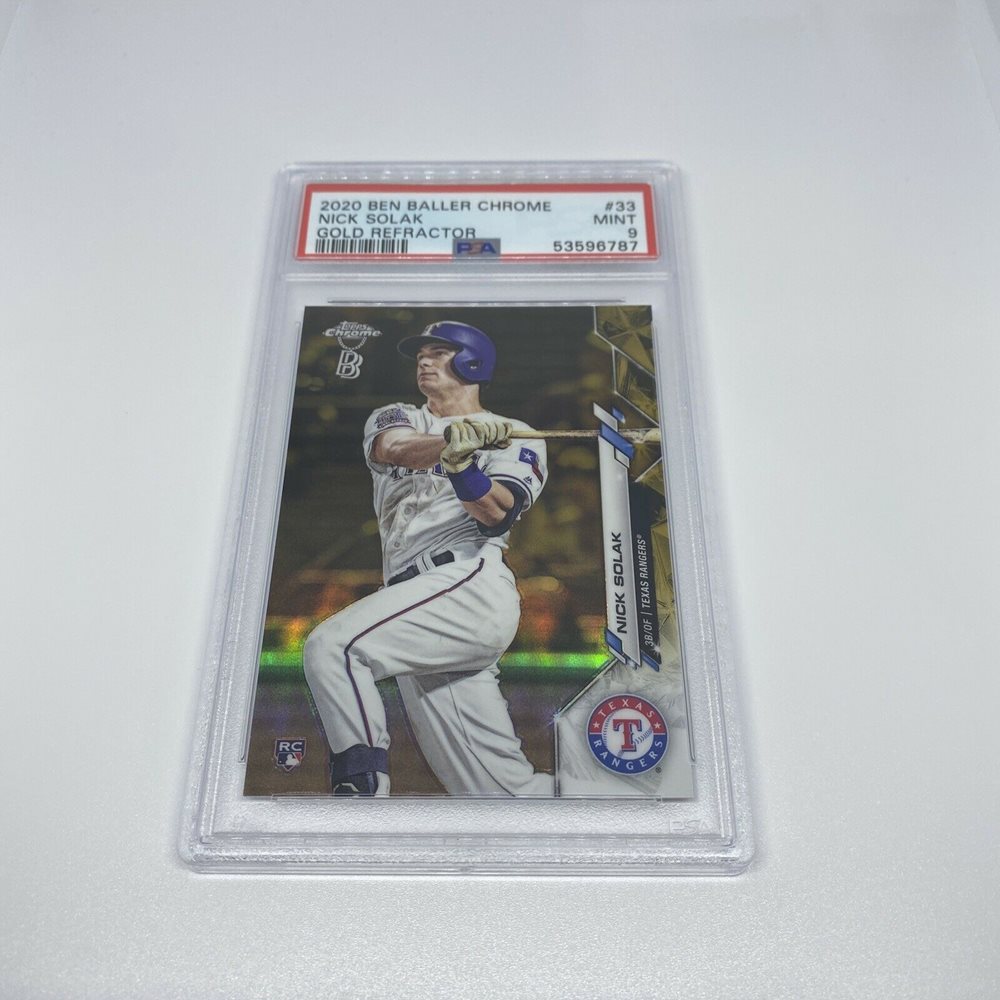 2020 BEN BALLER CHROME #33
NICK SOLAK MINT
GOLD REFRACTOR 9
PSA 53596787
Topps
Chrome
BB
NICK SOLAK
3B/OF | TEXAS RANGERS®
TEXAS
T
RANGERS
®
RC